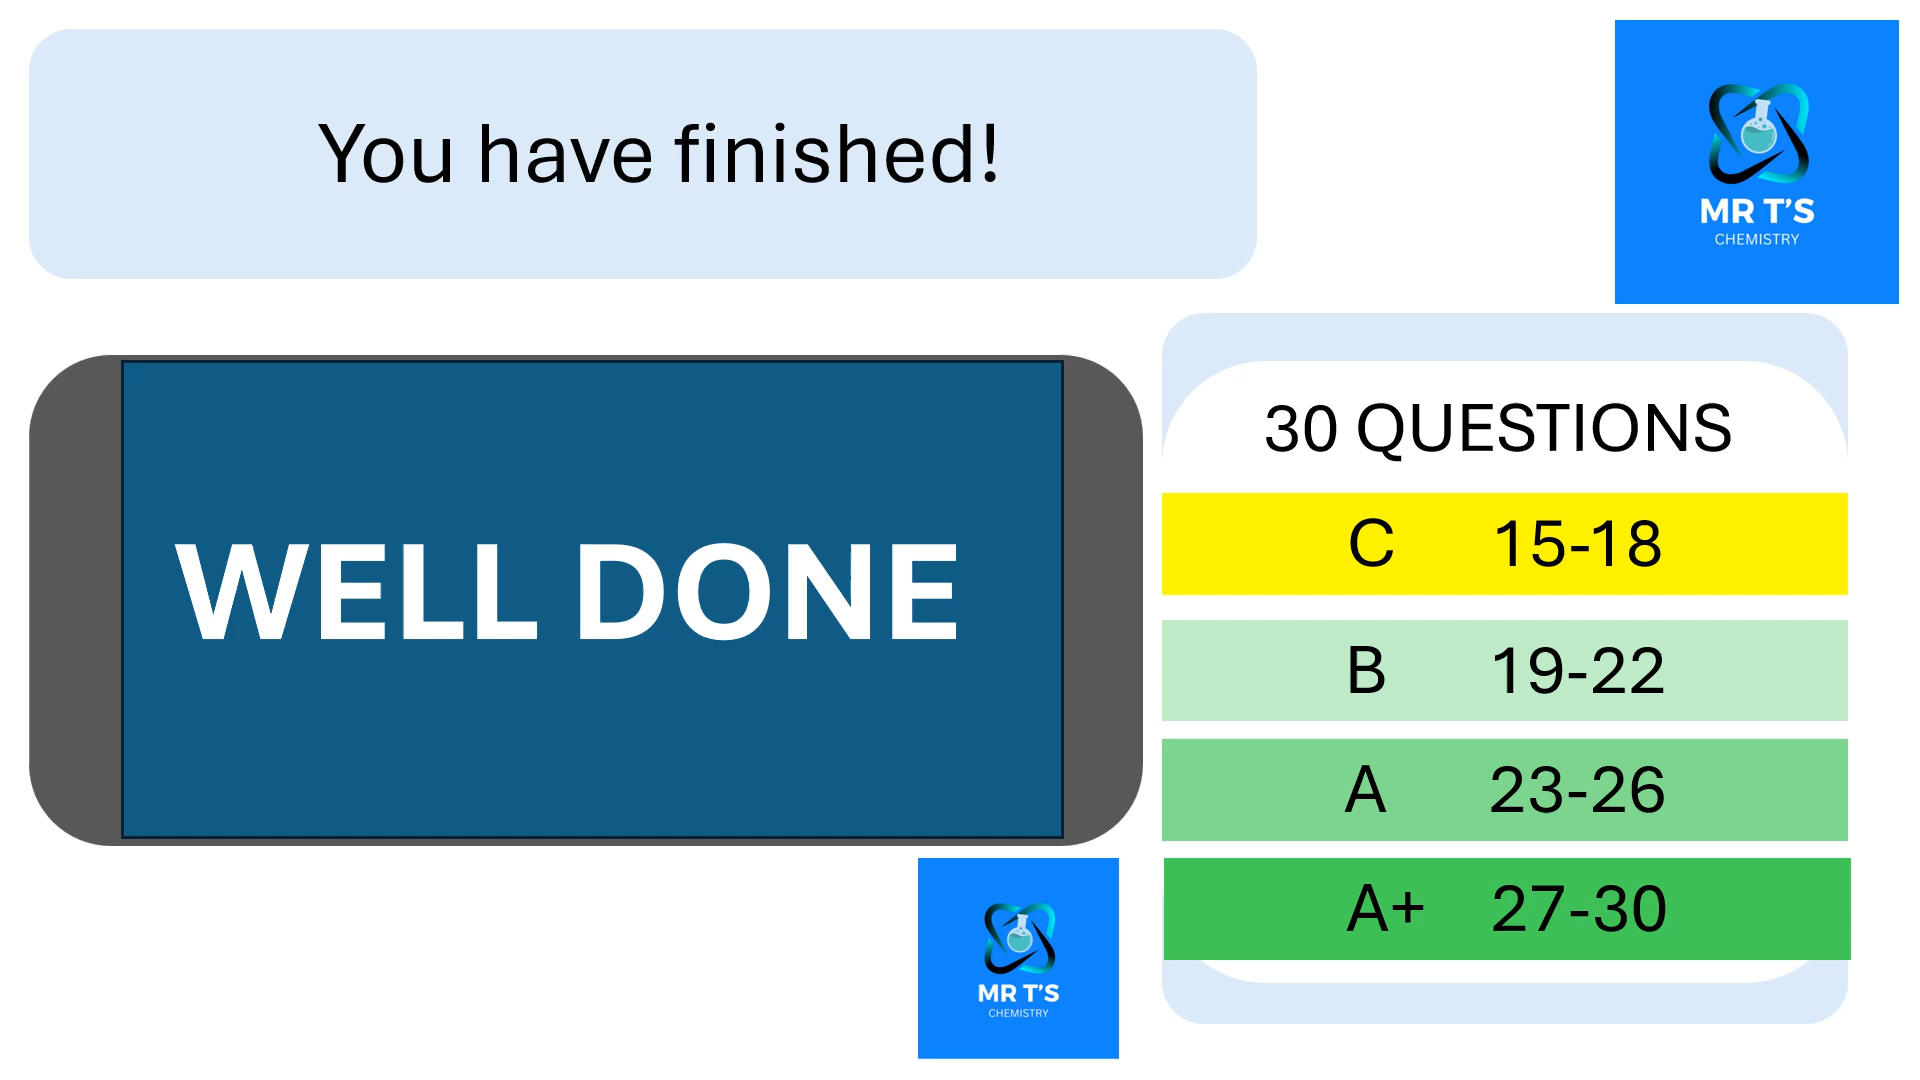 You have finished!
MR T'S
CHEMISTRY
WELL DONE
30 QUESTIONS
C 15-18
B 19-22
A 23-26
A+ 27-30
MR T'S
CHEMISTRY